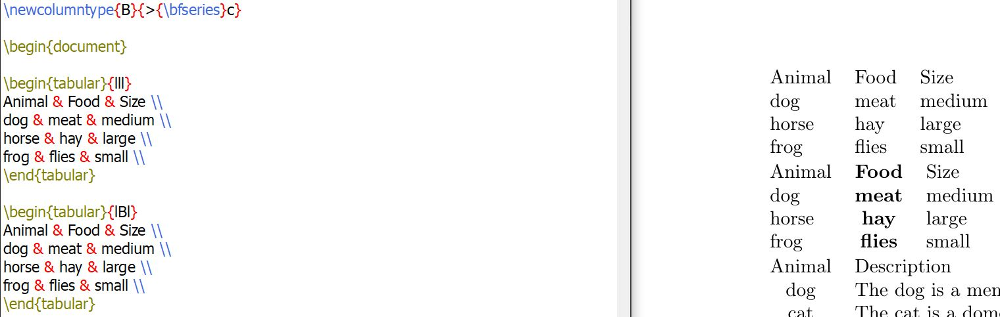 \newcolumntype{B}{>{\bfseries}c}
\begin{document}
\begin{tabular}{lll}
Animal & Food & Size \\
dog & meat & medium \\
horse & hay & large \\
frog & flies & small \\
\end{tabular}
\begin{tabular}{lBl}
Animal & Food & Size \\
dog & meat & medium \\
horse & hay & large \\
frog & flies & small \\
\end{tabular}
Animal Food Size
dog meat medium
horse hay large
frog flies small
Animal Food Size
dog meat medium
horse hay large
frog flies small
Animal Description
dog The dog is a
cat The cat is a